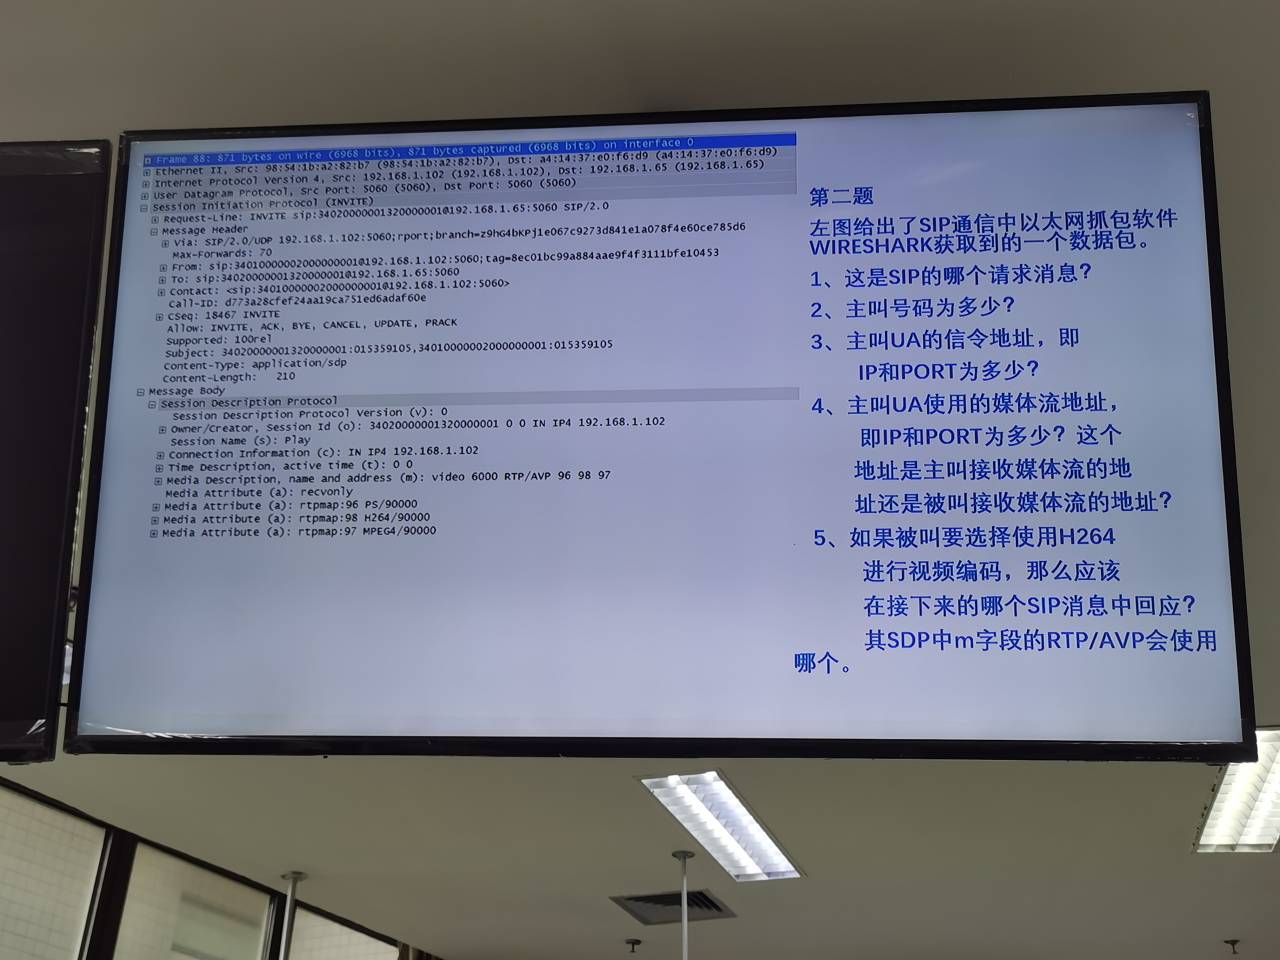 Frame 88: 871 bytes on wire (6968 bits), 871 bytes captured (6968 bits) on interface 0
Ethernet II, Src: 98:54:1b:a2:82:b7 (98:54:1b:a2:82:b7), Dst: a4:14:37:e0:f6:d9 (a4:14:37:e0:f6:d9)
Internet Protocol Version 4, Src: 192.168.1.102 (192.168.1.102), Dst: 192.168.1.65 (192.168.1.65)
User Datagram Protocol, Src Port: 5060 (5060), Dst Port: 5060 (5060)
Session Initiation Protocol (INVITE)
Request-Line: INVITE sip:34020000001320000001@192.168.1.65:5060 SIP/2.0
Message Header
Via: SIP/2.0/UDP 192.168.1.102:5060;rport;branch=z9hG4bKPj1e067c9273d841e1a078f4e60ce785d6
Max-Forwards: 70
From: sip:34010000002000000001@192.168.1.102:5060;tag=8ec01bc99a884aae9f4f3111bfe10453
To: sip:34020000001320000001@192.168.1.65:5060
Contact: <sip:34010000002000000001@192.168.1.102:5060>
Call-ID: d773a28cfef24aa19ca751ed6adaf60e
CSeq: 18467 INVITE
Allow: INVITE, ACK, BYE, CANCEL, UPDATE, PRACK
Supported: 100rel
Subject: 34020000001320000001:015359105,34010000002000000001:015359105
Content-Type: application/sdp
Content-Length: 210
Message Body
Session Description Protocol
Session Description Protocol Version (v): 0
Owner/Creator, Session Id (o): 34020000001320000001 0 0 IN IP4 192.168.1.102
Session Name (s): Play
Connection Information (c): IN IP4 192.168.1.102
Time Description, active time (t): 0 0
Media Description, name and address (m): video 6000 RTP/AVP 96 98 97
Media Attribute (a): recvonly
Media Attribute (a): rtpmap:96 PS/90000
Media Attribute (a): rtpmap:98 H264/90000
Media Attribute (a): rtpmap:97 MPEG4/90000
第二题
左图给出了SIP通信中以太网抓包软件
WIRESHARK获取到的一个数据包。
1、这是SIP的哪个请求消息？
2、主叫号码为多少？
3、主叫UA的信令地址，即
IP和PORT为多少？
4、主叫UA使用的媒体流地址，
即IP和PORT为多少？这个
地址是主叫接收媒体流的地
址还是被叫接收媒体流的地址？
5、如果被叫要选择使用H264
进行视频编码，那么应该
在接下来的哪个SIP消息中回应？
其SDP中m字段的RTP/AVP会使用
哪个。